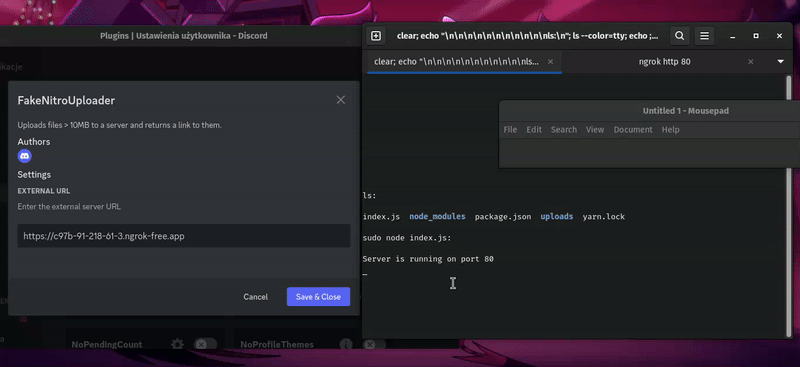 Plugins | Ustawienia użytkownika - Discord
ikacje
FakeNitroUploader
Uploads files > 10MB to a server and returns a link to them.
Authors
Settings
EXTERNAL URL
Enter the external server URL
https://c97b-91-218-61-3.ngrok-free.app
Cancel
Save & Close
NoPendingCount
NoProfileThemes
clear; echo "\n\n\n\n\n\n\n\n\n\n\n\nls:\n"; ls --color=tty; echo ;...
clear; echo "\n\n\n\n\n\n\n\n\n\n\n\nls...
ngrok http 80
Untitled 1 - Mousepad
File Edit Search View Document Help
ls:
index.js node_modules package.json uploads yarn.lock
sudo node index.js:
Server is running on port 80